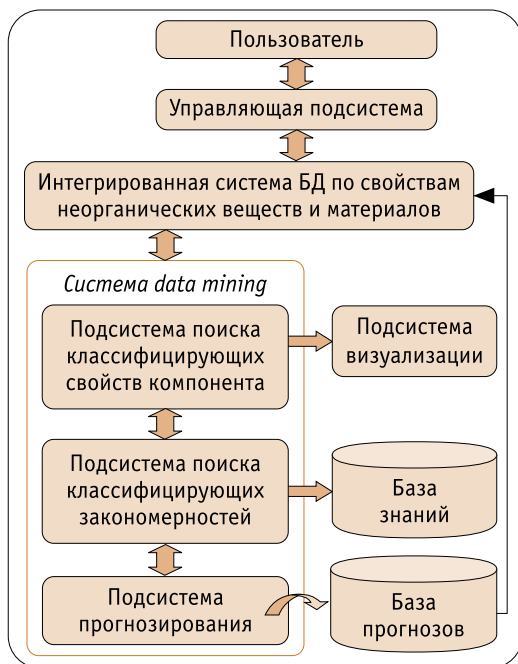 Пользователь
Управляющая подсистема
Интегрированная система БД по свойствам
неорганических веществ и материалов
Система data mining
Подсистема поиска
классифицирующих
свойств компонента
Подсистема
визуализации
Подсистема поиска
классифицирующих
закономерностей
База
знаний
Подсистема
прогнозирования
База
прогнозов